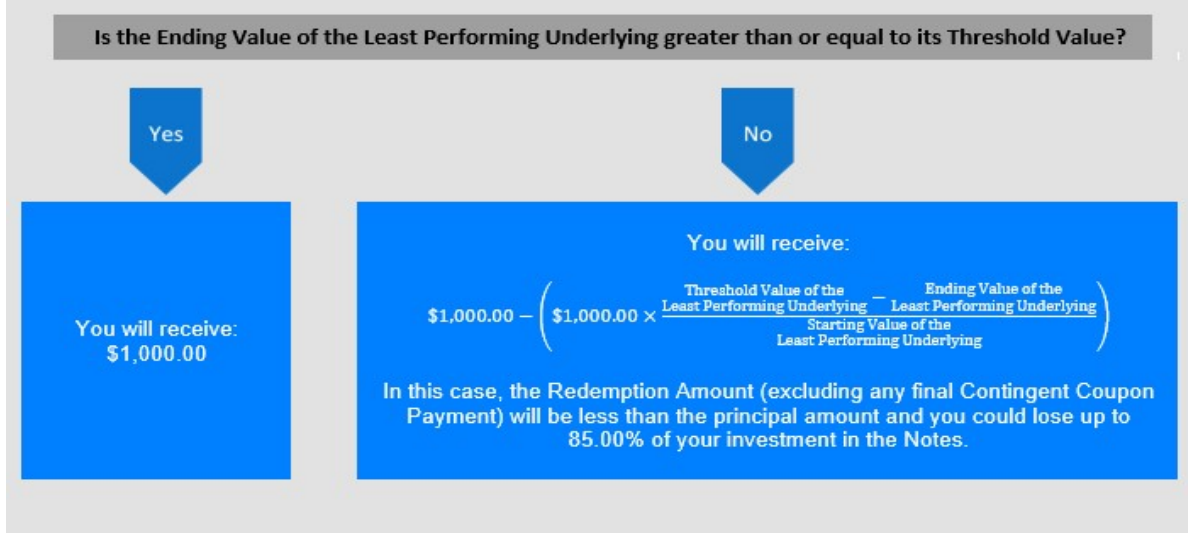 Is the Ending Value of the Least Performing Underlying greater than or equal to its Threshold Value?
Yes
No
You will receive:
$1,000.00
You will receive:
$1,000.00 − ($1,000.00 × (Threshold Value of the Least Performing Underlying − Ending Value of the Least Performing Underlying) / Starting Value of the Least Performing Underlying)
In this case, the Redemption Amount (excluding any final Contingent Coupon
Payment) will be less than the principal amount and you could lose up to
85.00% of your investment in the Notes.